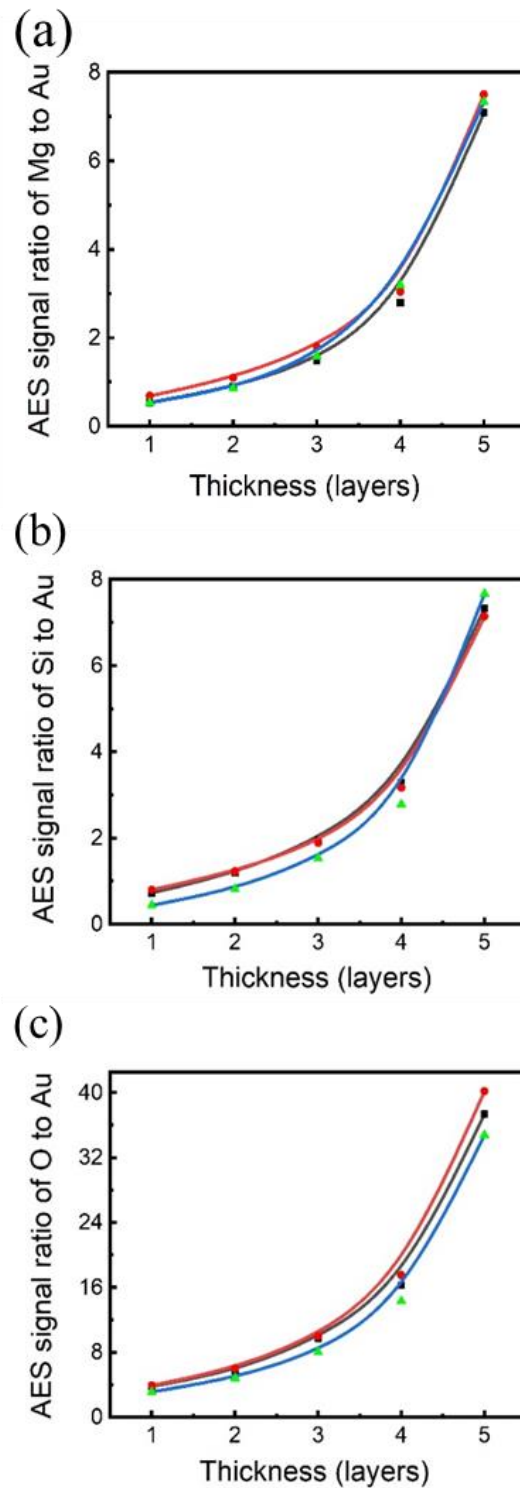 (a)
AES signal ratio of Mg to Au
8
6
4
2
0
1 2 3 4 5
Thickness (layers)
(b)
AES signal ratio of Si to Au
8
6
4
2
0
1 2 3 4 5
Thickness (layers)
(c)
AES signal ratio of O to Au
40
32
24
16
8
0
1 2 3 4 5
Thickness (layers)